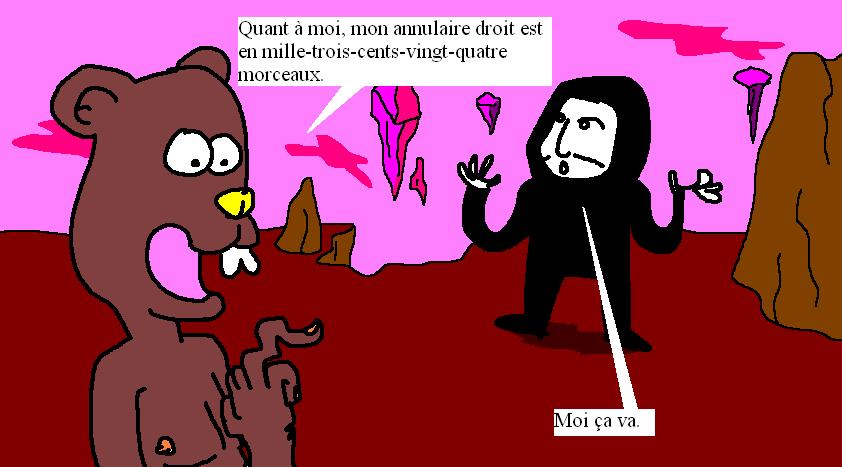 Quant à moi, mon annulaire droit est
en mille-trois-cents-vingt-quatre
morceaux.
Moi ça va.